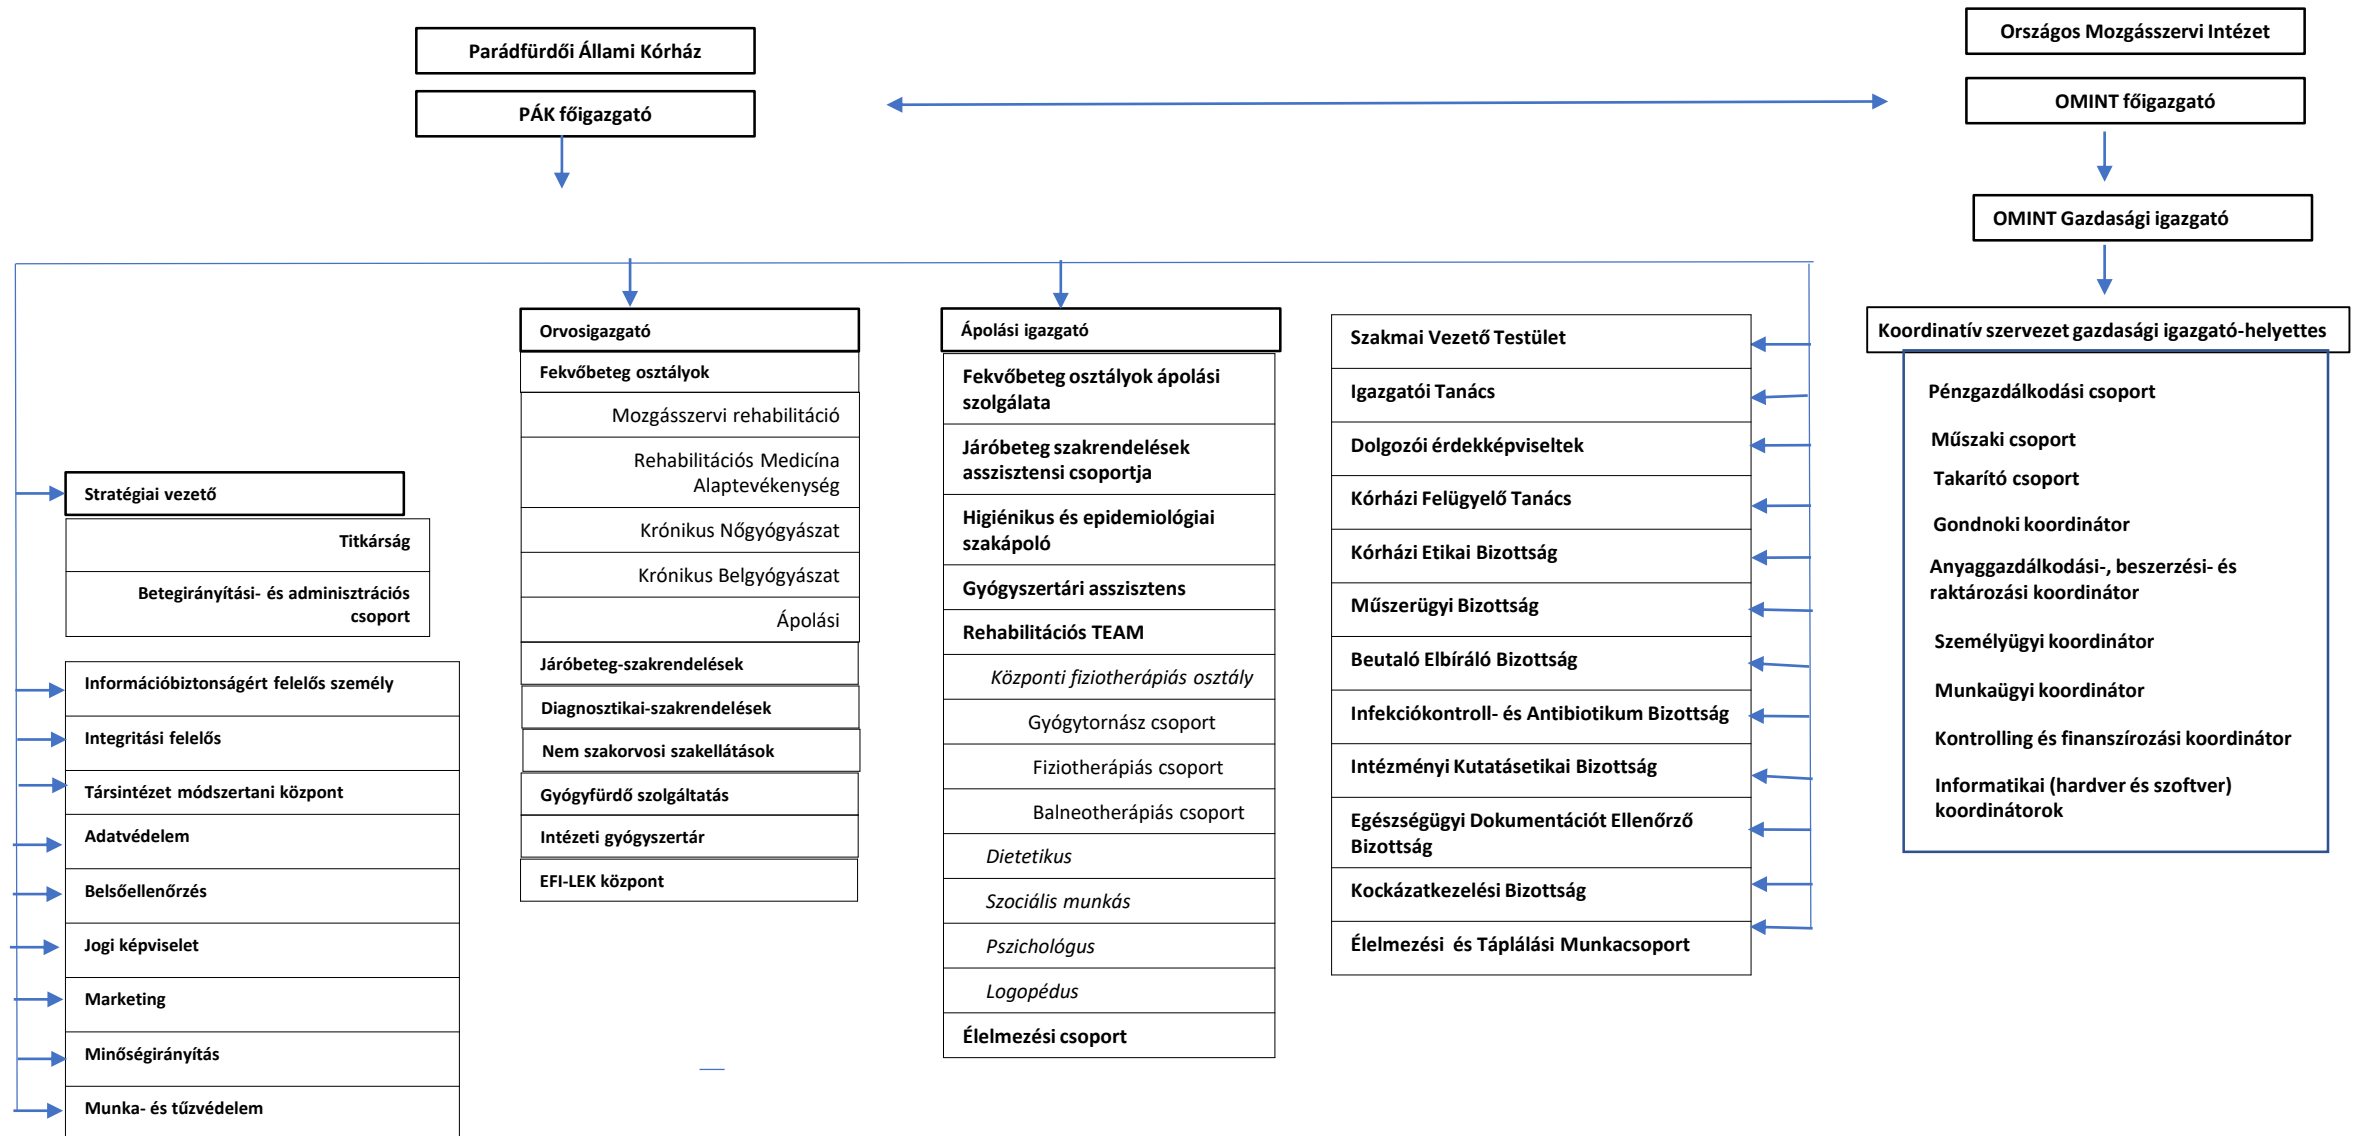 Parádfürdői Állami Kórház
PÁK főigazgató
Országos Mozgásszervi Intézet
OMINT főigazgató
OMINT Gazdasági igazgató
Stratégiai vezető
Titkárság
Betegirányítási- és adminisztrációs
csoport
Információbiztonságért felelős személy
Integritási felelős
Társintézet módszertani központ
Adatvédelem
Belsőellenőrzés
Jogi képviselet
Marketing
Minőségirányítás
Munka- és tűzvédelem
Orvosigazgató
Fekvőbeteg osztályok
Mozgásszervi rehabilitáció
Rehabilitációs Medicína
Alaptevékenység
Krónikus Nőgyógyászat
Krónikus Belgyógyászat
Ápolási
Járóbeteg-szakrendelések
Diagnosztikai-szakrendelések
Nem szakorvosi szakellátások
Gyógyfürdő szolgáltatás
Intézeti gyógyszertár
EFI-LEK központ
Ápolási igazgató
Fekvőbeteg osztályok ápolási
szolgálata
Járóbeteg szakrendelések
asszisztensi csoportja
Higiénikus és epidemiológiai
szakápoló
Gyógyszertári asszisztens
Rehabilitációs TEAM
Központi fiziotherápiás osztály
Gyógytornász csoport
Fiziotherápiás csoport
Balneotherápiás csoport
Dietetikus
Szociális munkás
Pszichológus
Logopédus
Élelmezési csoport
Szakmai Vezető Testület
Igazgatói Tanács
Dolgozói érdekképviseltek
Kórházi Felügyelő Tanács
Kórházi Etikai Bizottság
Műszerügyi Bizottság
Beutaló Elbíráló Bizottság
Infekciókontroll- és Antibiotikum Bizottság
Intézményi Kutatásetikai Bizottság
Egészségügyi Dokumentációt Ellenőrző
Bizottság
Kockázatkezelési Bizottság
Élelmezési és Táplálási Munkacsoport
Koordinatív szervezet gazdasági igazgató-helyettes
Pénzgazdálkodási csoport
Műszaki csoport
Takarító csoport
Gondnoki koordinátor
Anyaggazdálkodási-, beszerzési- és
raktározási koordinátor
Személyügyi koordinátor
Munkaügyi koordinátor
Kontrolling és finanszírozási koordinátor
Informatikai (hardver és szoftver)
koordinátorok